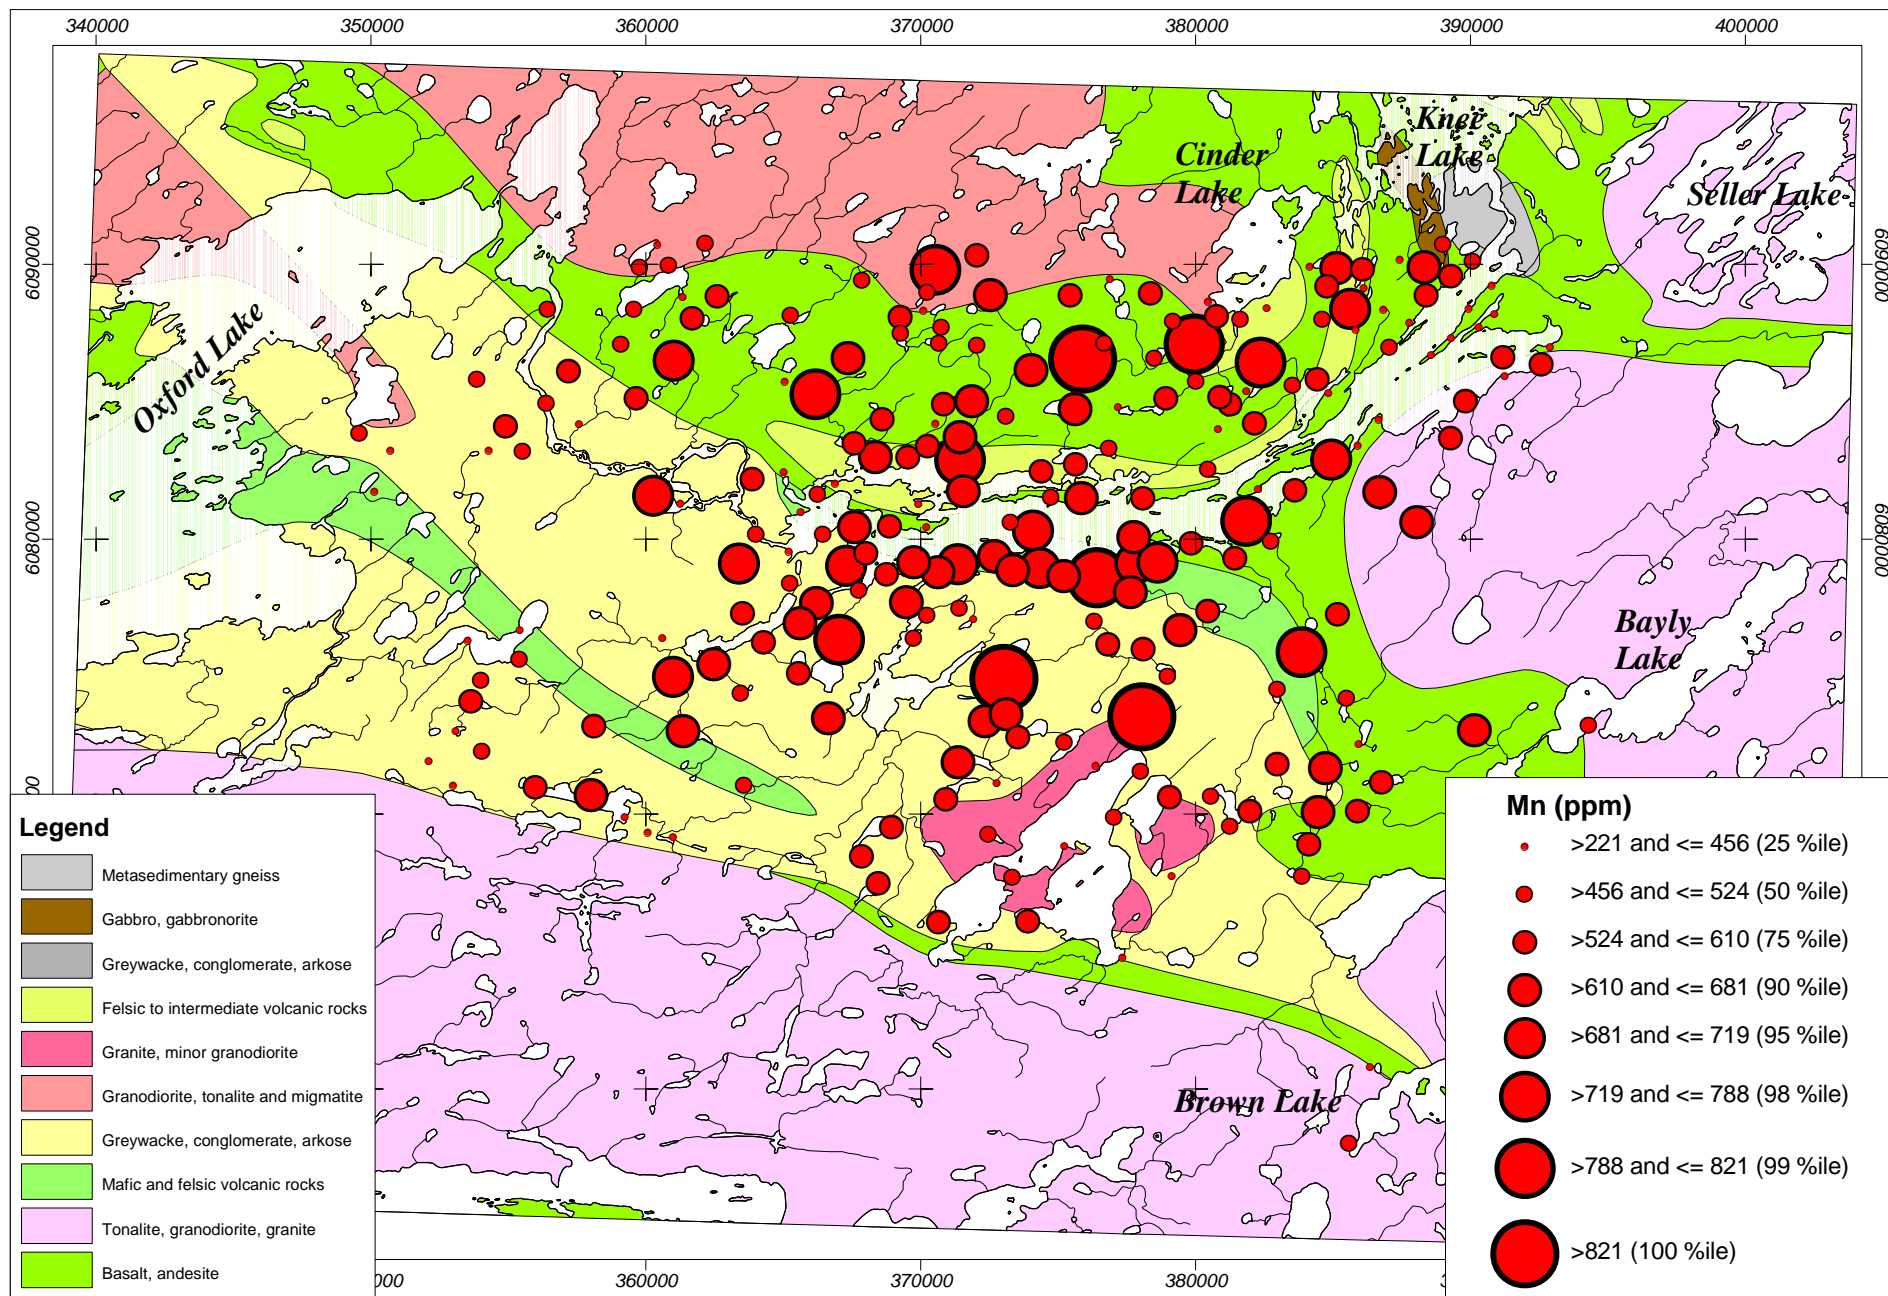 340000 350000 360000 370000 380000 390000 400000
Knee
Lake
Cinder
Lake
Seller Lake
6090000
6090000
Oxford Lake
6080000
6080000
Bayly
Lake
00
Brown Lake
Legend
Metasedimentary gneiss
Gabbro, gabbronorite
Greywacke, conglomerate, arkose
Felsic to intermediate volcanic rocks
Granite, minor granodiorite
Granodiorite, tonalite and migmatite
Greywacke, conglomerate, arkose
Mafic and felsic volcanic rocks
Tonalite, granodiorite, granite
Basalt, andesite
Mn (ppm)
>221 and <= 456 (25 %ile)
>456 and <= 524 (50 %ile)
>524 and <= 610 (75 %ile)
>610 and <= 681 (90 %ile)
>681 and <= 719 (95 %ile)
>719 and <= 788 (98 %ile)
>788 and <= 821 (99 %ile)
>821 (100 %ile)
0000 360000 370000 380000